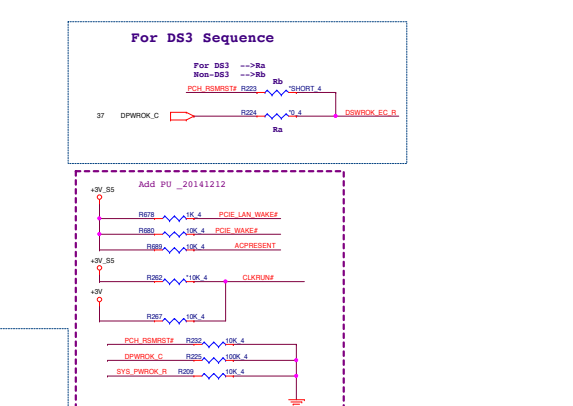 For DS3 Sequence
For DS3 -->Ra
Non-DS3 -->Rb
Rb
PCH_RSMRST# R223 *SHORT_4
37 DPWROK_C R224 *0_4 DSWROK_EC_R
Ra
Add PU _20141212
+3V_S5
R678 1K_4 PCIE_LAN_WAKE#
R680 10K_4 PCIE_WAKE#
R689 10K_4 ACPRESENT
+3V_S5
R262 *10K_4 CLKRUN#
+3V
R267 10K_4
PCH_RSMRST# R232 10K_4
DPWROK_C R225 100K_4
SYS_PWROK_R R209 10K_4